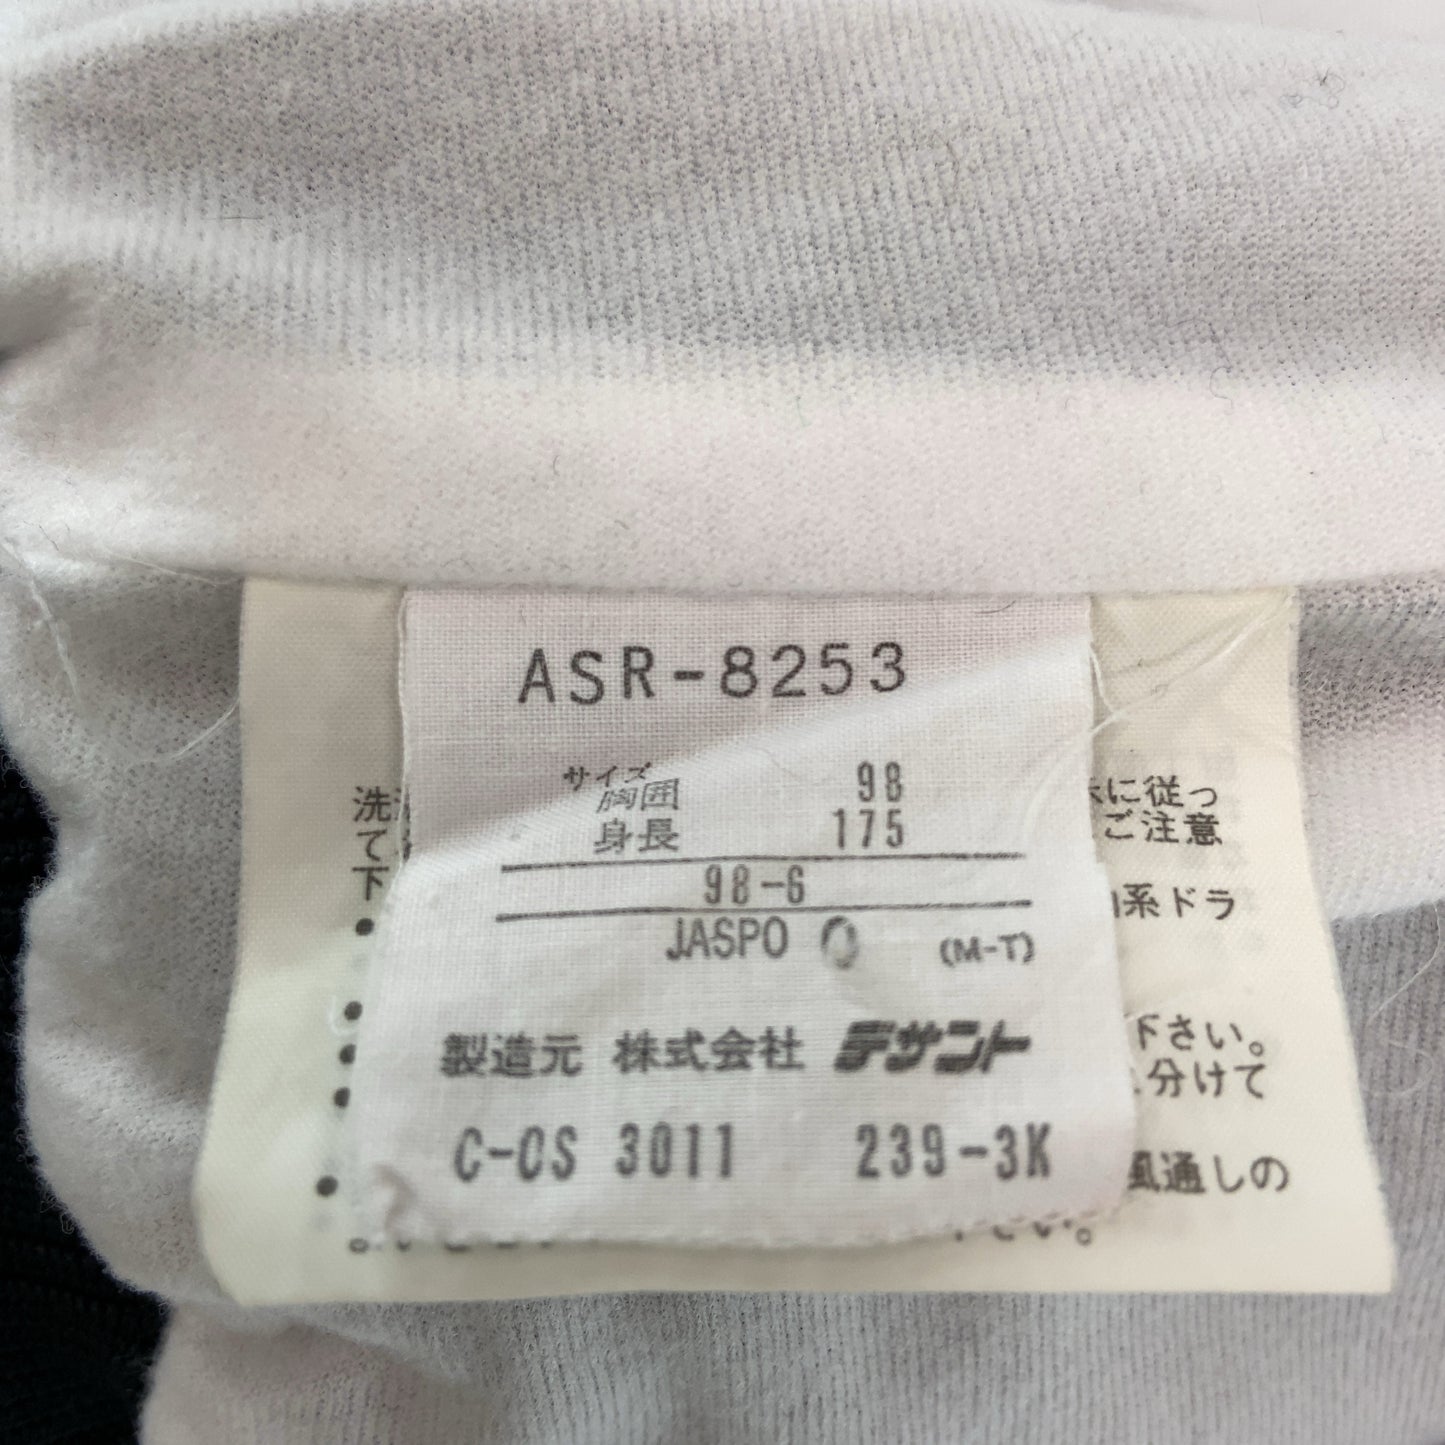 ASR-8253
サイズ
胸囲 98
身長 175
98-6
JASPO (M-T)
製造元 株式会社 デサント
C-OS 3011 239-3K
洗
て
下
に従っ
ご注意
系ドラ
下さい。
分けて
風通しの
さい。